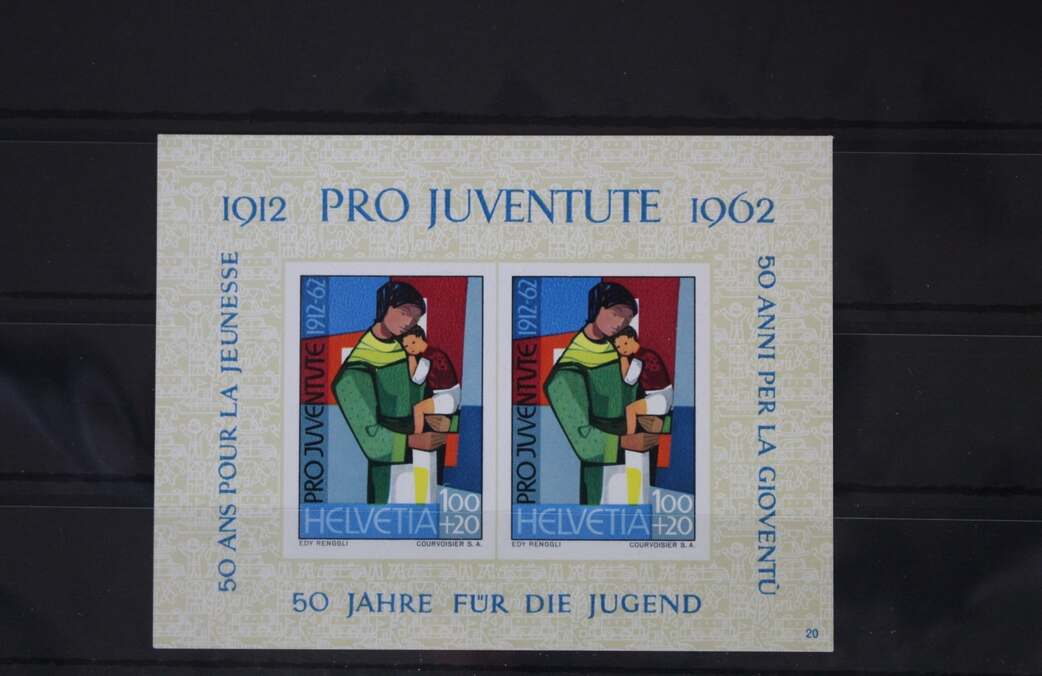 1912 PRO JUVENTUTE 1962
50 ANS POUR LA JEUNESSE
50 ANNI PER LA GIOVENTÙ
PRO JUVENTUTE 1912-62
HELVETIA
100
+20
EDY RENGGLI COURVOISIER S.A.
PRO JUVENTUTE 1912-62
HELVETIA
100
+20
EDY RENGGLI COURVOISIER S.A.
50 JAHRE FÜR DIE JUGEND
20